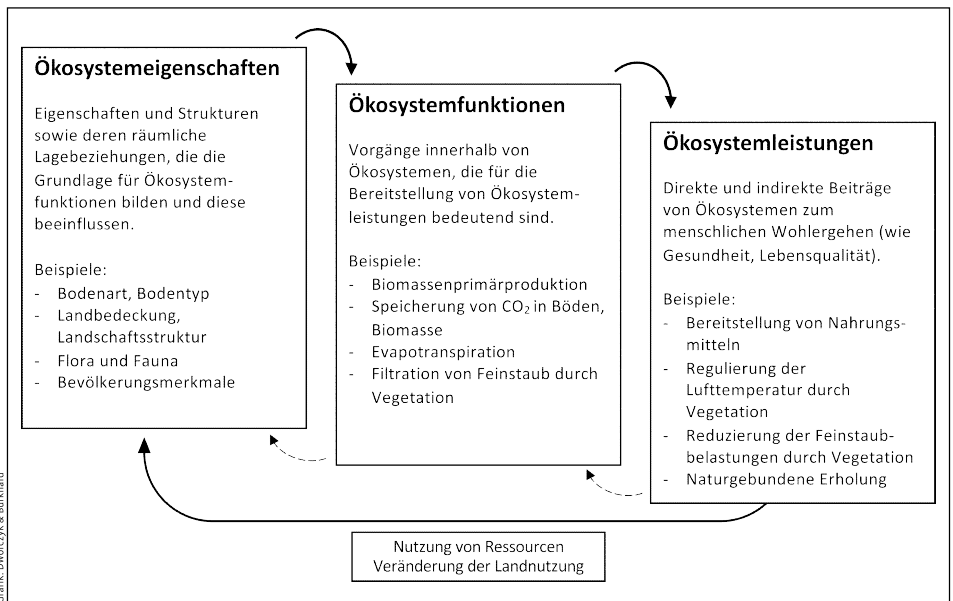 Ökosystemeigenschaften
Eigenschaften und Strukturen
sowie deren räumliche
Lagebeziehungen, die die
Grundlage für Ökosystem-
funktionen bilden und diese
beeinflussen.
Beispiele:
- Bodenart, Bodentyp
- Landbedeckung,
Landschaftsstruktur
- Flora und Fauna
- Bevölkerungsmerkmale
Ökosystemfunktionen
Vorgänge innerhalb von
Ökosystemen, die für die
Bereitstellung von Ökosystem-
leistungen bedeutend sind.
Beispiele:
- Biomassenprimärproduktion
- Speicherung von CO₂ in Böden,
Biomasse
- Evapotranspiration
- Filtration von Feinstaub durch
Vegetation
Ökosystemleistungen
Direkte und indirekte Beiträge
von Ökosystemen zum
menschlichen Wohlergehen (wie
Gesundheit, Lebensqualität).
Beispiele:
- Bereitstellung von Nahrungs-
mitteln
- Regulierung der
Lufttemperatur durch
Vegetation
- Reduzierung der Feinstaub-
belastungen durch Vegetation
- Naturgebundene Erholung
Nutzung von Ressourcen
Veränderung der Landnutzung
Grafik: Dworczyk & Burkhard